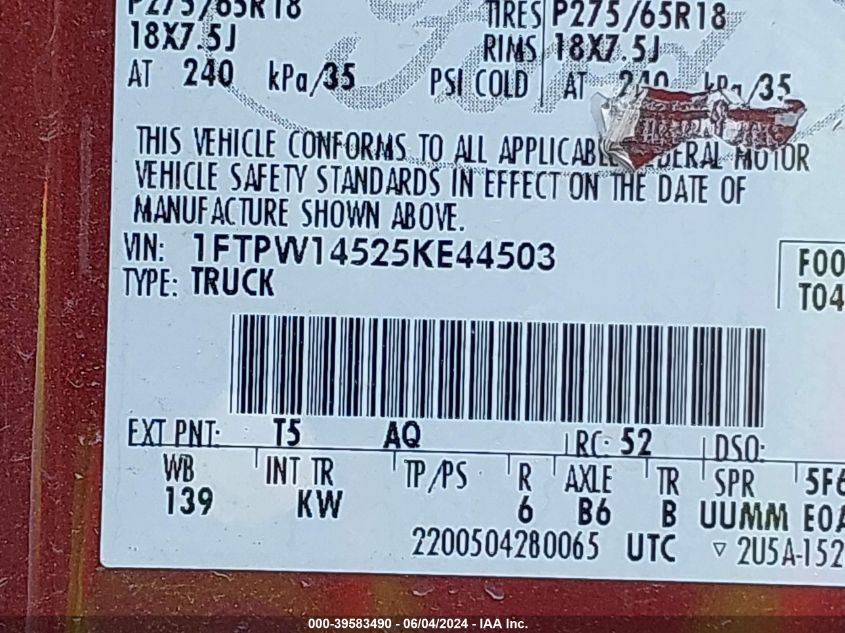 P275/65R18 TIRES P275/65R18
18X7.5J RIMS 18X7.5J
AT 240 kPa/35 PSI COLD AT 240 kPa/35
THIS VEHICLE CONFORMS TO ALL APPLICABLE FEDERAL MOTOR
VEHICLE SAFETY STANDARDS IN EFFECT ON THE DATE OF
MANUFACTURE SHOWN ABOVE.
VIN: 1FTPW14525KE44503
TYPE: TRUCK
F00
T04
EXT PNT: T5 AQ RC: 52 DSO:
WB INT TR TP/PS R AXLE TR SPR 5F6
139 KW 6 B6 B UUMM E0A
2200504280065 UTC ▽ 2U5A-152
000-39583490 - 06/04/2024 - IAA Inc.